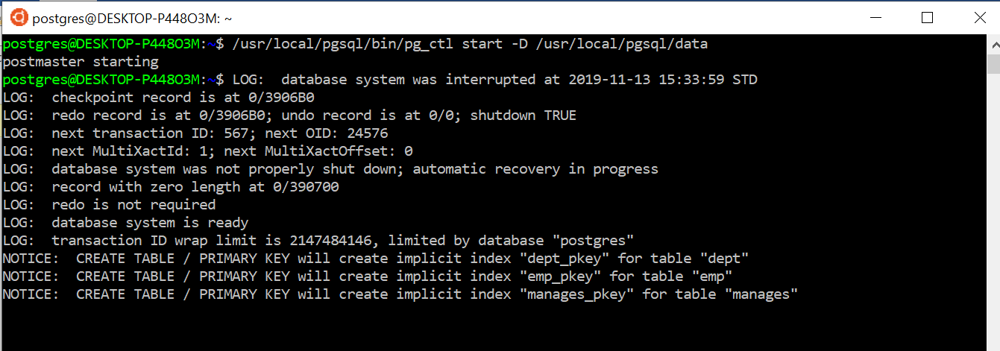 postgres@DESKTOP-P448O3M: ~
postgres@DESKTOP-P448O3M:~$ /usr/local/pgsql/bin/pg_ctl start -D /usr/local/pgsql/data
postmaster starting
postgres@DESKTOP-P448O3M:~$ LOG:  database system was interrupted at 2019-11-13 15:33:59 STD
LOG:  checkpoint record is at 0/3906B0
LOG:  redo record is at 0/3906B0; undo record is at 0/0; shutdown TRUE
LOG:  next transaction ID: 567; next OID: 24576
LOG:  next MultiXactId: 1; next MultiXactOffset: 0
LOG:  database system was not properly shut down; automatic recovery in progress
LOG:  record with zero length at 0/390700
LOG:  redo is not required
LOG:  database system is ready
LOG:  transaction ID wrap limit is 2147484146, limited by database "postgres"
NOTICE:  CREATE TABLE / PRIMARY KEY will create implicit index "dept_pkey" for table "dept"
NOTICE:  CREATE TABLE / PRIMARY KEY will create implicit index "emp_pkey" for table "emp"
NOTICE:  CREATE TABLE / PRIMARY KEY will create implicit index "manages_pkey" for table "manages"